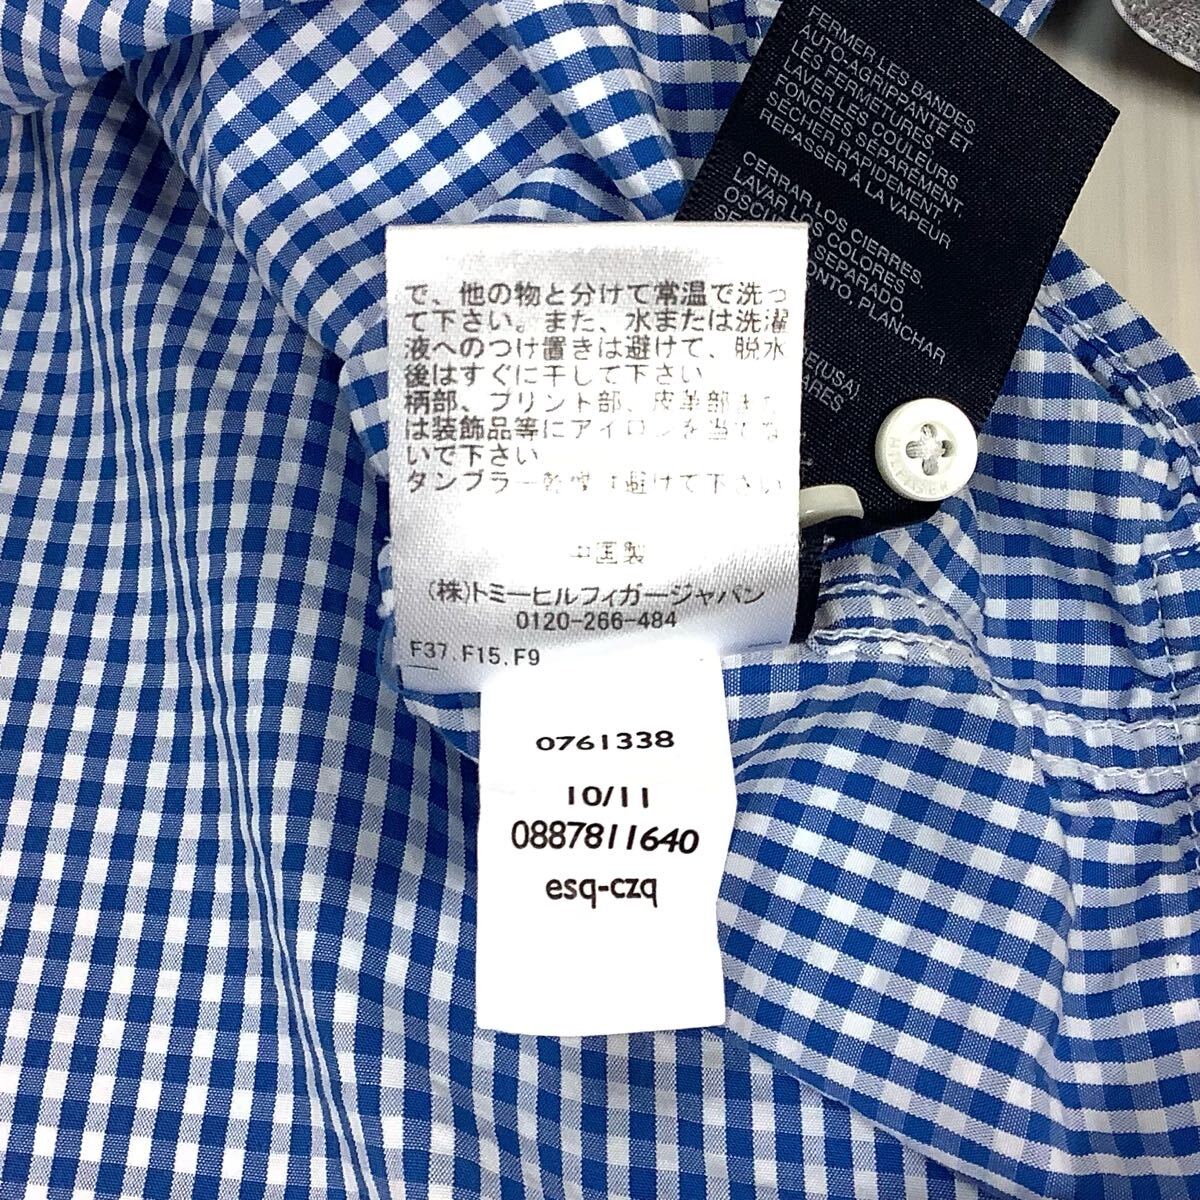 FERMER LES BANDES
AUTO-AGRIPPANTE ET
LES FERMETURES.
LAVER LES COULEURS
FONCÉES SÉPARÉMENT.
SÉCHER RAPIDEMENT,
REPASSER À LA VAPEUR
CERRAR LOS CIERRES.
LAVAR LOS COLORES
SEPARADO.
PLANCHAR
(USA)
で、他の物と分けて常温で洗っ
て下さい。また、水または洗濯
液へのつけ置きは避けて、脱水
後はすぐに干して下さい
柄部、プリント部、皮革部また
は装飾品等にアイロンを当てな
いで下さい
タンブラー乾燥は避けて下さい
中国製
(株)トミーヒルフィガージャパン
0120-266-484
F37.F15.F9
0761338
10/11
0887811640
esq-czq